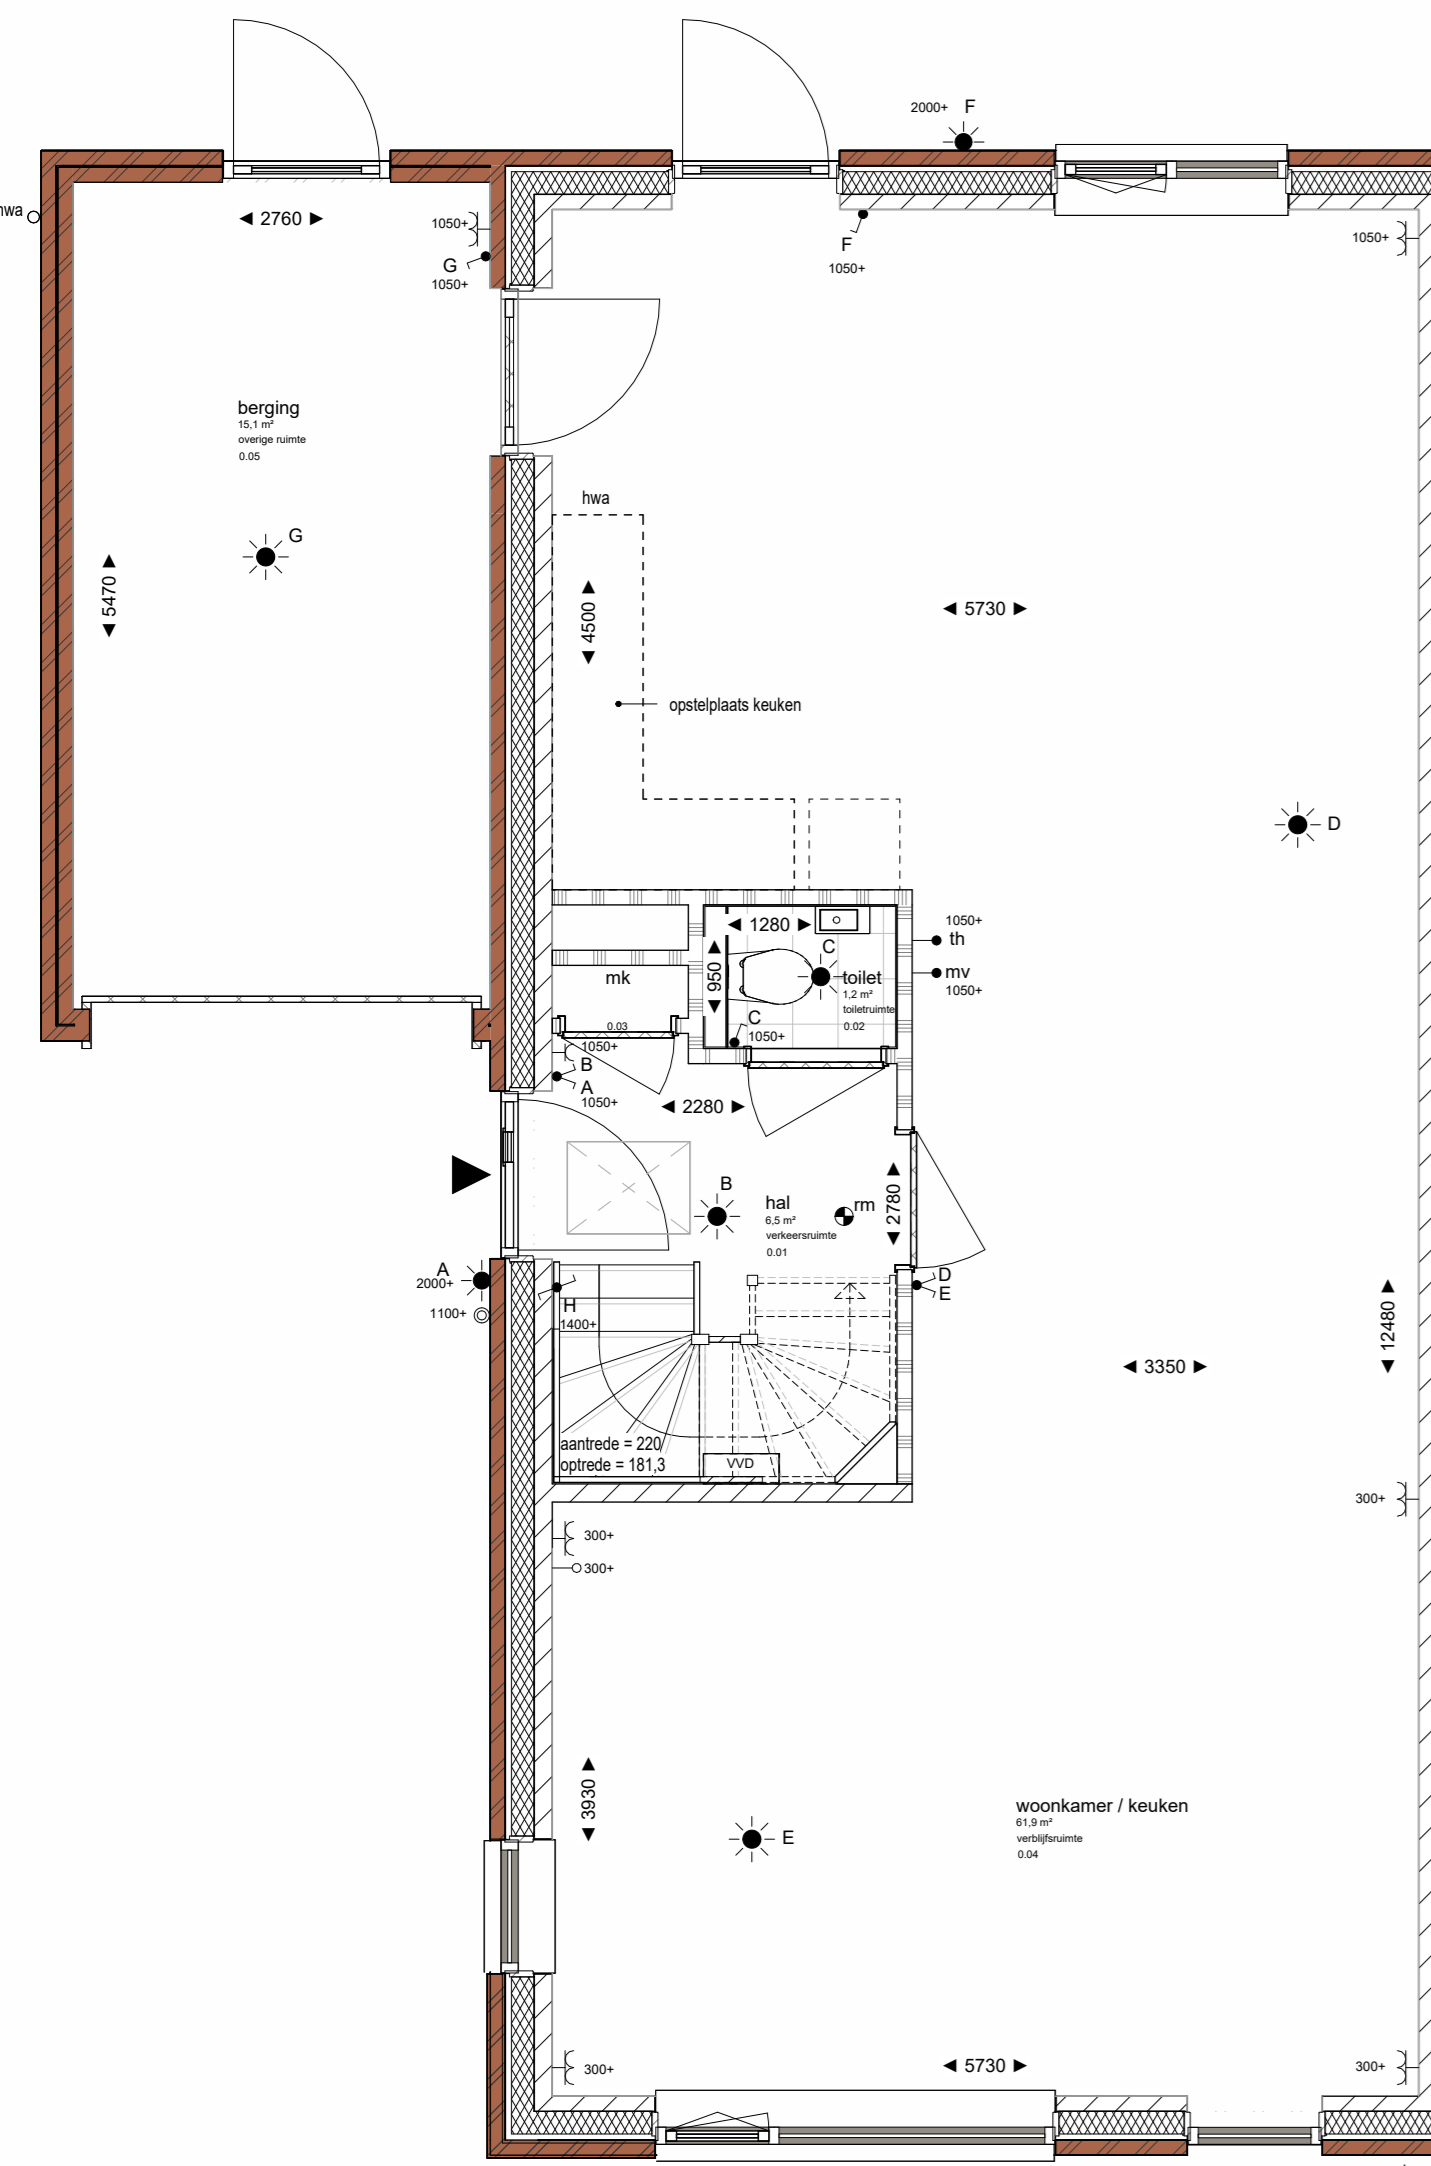 2000+ F
hwa
2760
1050+
G
1050+
F
1050+
1050+
berging
15,1 m²
overige ruimte
0.05
hwa
G
5470
4500
5730
opstelplaats keuken
D
1280
1050+
th
C
mk
950
toilet
mv
1,2 m²
1050+
toiletruimte
C
0.03
0.02
1050+
1050+
B
A
1050+
2280
B
hal
rm
2780
6,5 m²
verkeersruimte
0.01
A
2000+
D
E
H
1100+
1400+
12480
3350
aantrede = 220
optrede = 181,3
VVD
300+
300+
300+
3930
woonkamer / keuken
61,9 m²
E
verblijfsruimte
0.04
300+
5730
300+